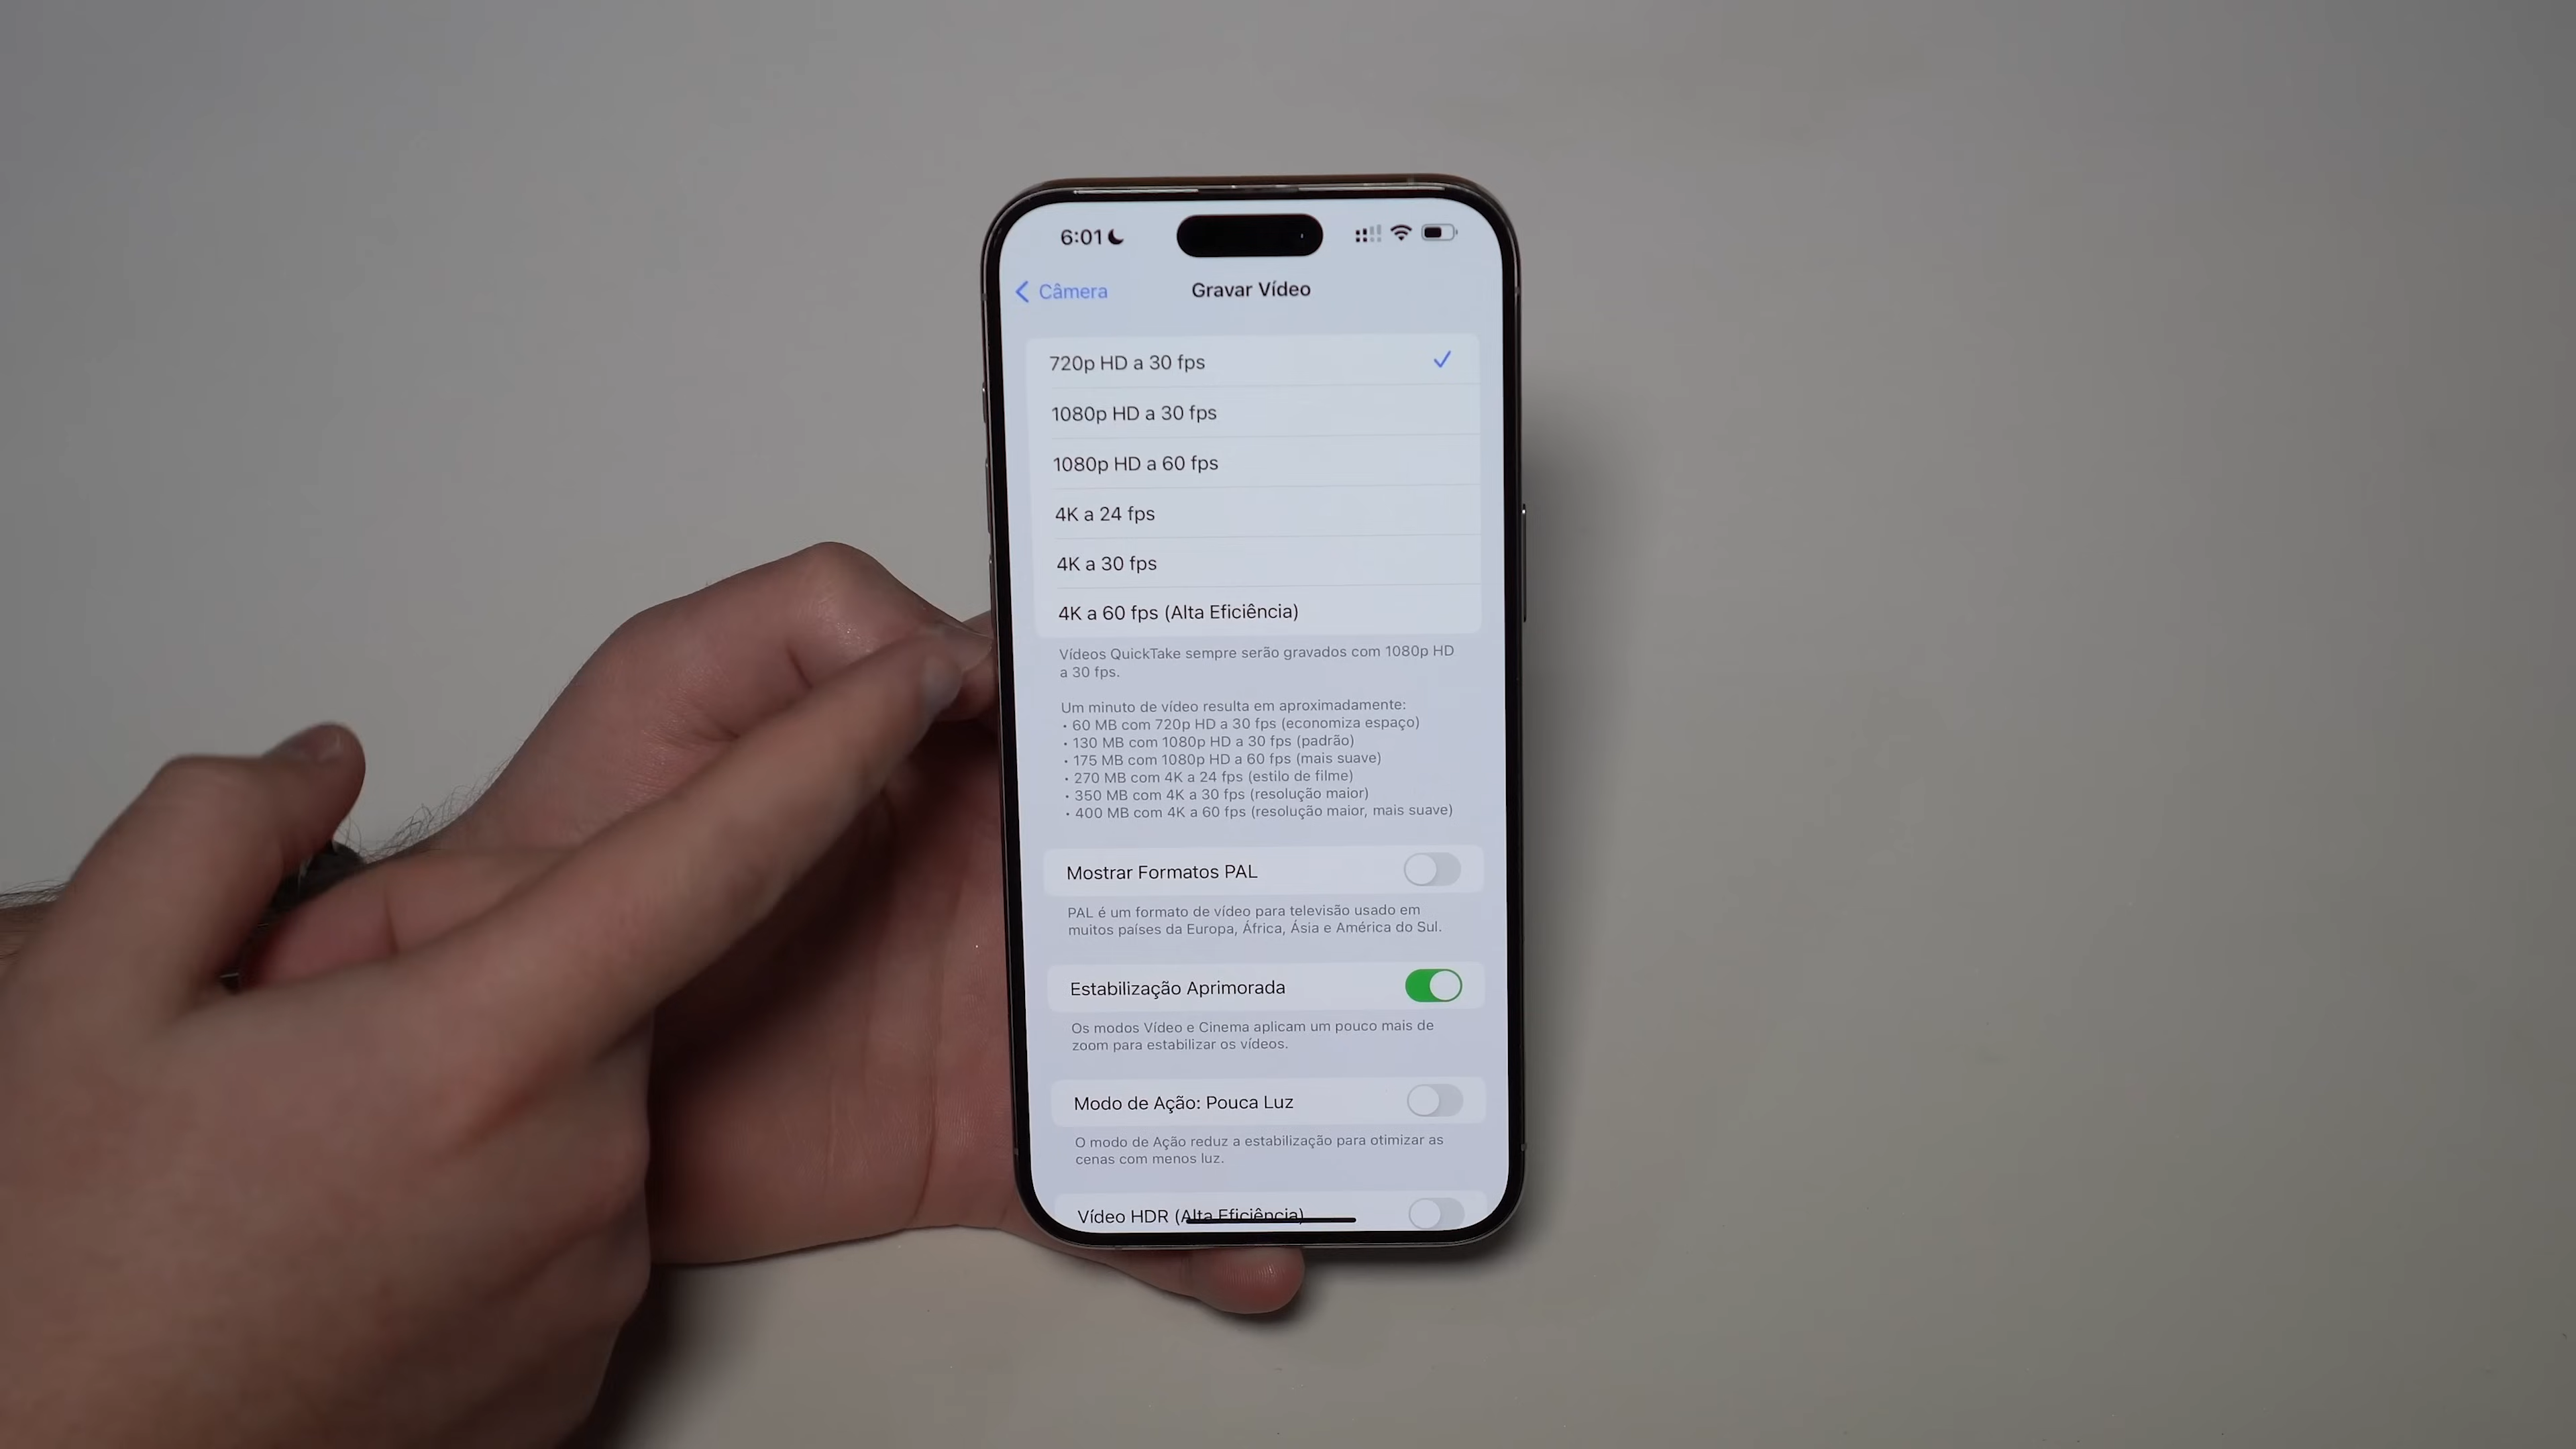 6:01
Câmera
Gravar Vídeo
720p HD a 30 fps
1080p HD a 30 fps
1080p HD a 60 fps
4K a 24 fps
4K a 30 fps
4K a 60 fps (Alta Eficiência)
Vídeos QuickTake sempre serão gravados com 1080p HD
a 30 fps.
Um minuto de vídeo resulta em aproximadamente:
• 60 MB com 720p HD a 30 fps (economiza espaço)
• 130 MB com 1080p HD a 30 fps (padrão)
• 175 MB com 1080p HD a 60 fps (mais suave)
• 270 MB com 4K a 24 fps (estilo de filme)
• 350 MB com 4K a 30 fps (resolução maior)
• 400 MB com 4K a 60 fps (resolução maior, mais suave)
Mostrar Formatos PAL
PAL é um formato de vídeo para televisão usado em
muitos países da Europa, África, Ásia e América do Sul.
Estabilização Aprimorada
Os modos Vídeo e Cinema aplicam um pouco mais de
zoom para estabilizar os vídeos.
Modo de Ação: Pouca Luz
O modo de Ação reduz a estabilização para otimizar as
cenas com menos luz.
Vídeo HDR (Alta Eficiência)